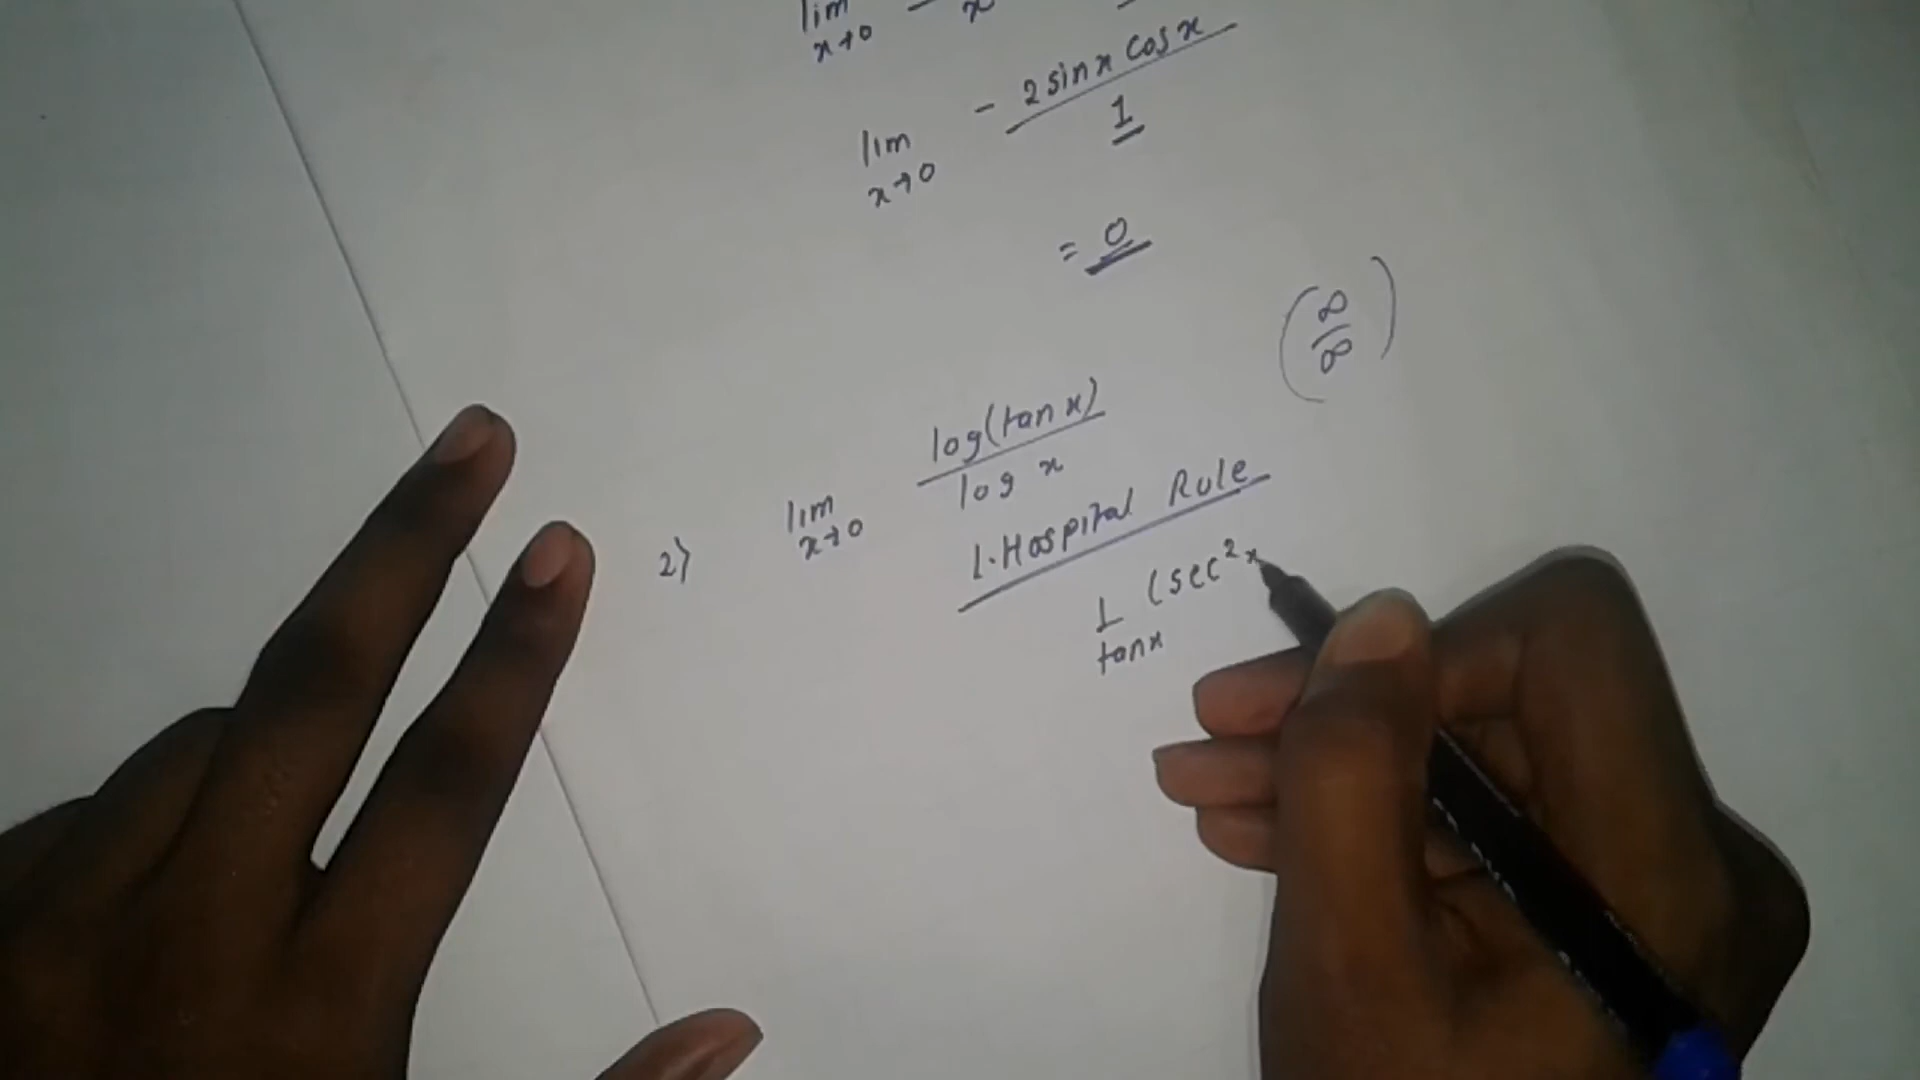 lim x
x→0
- 2 sin x cos x
lim 1
x→0
= 0
(∞/∞)
log(tan x)
2) lim log x
x→0
L.Hospital Rule
1 (sec² x
tan x